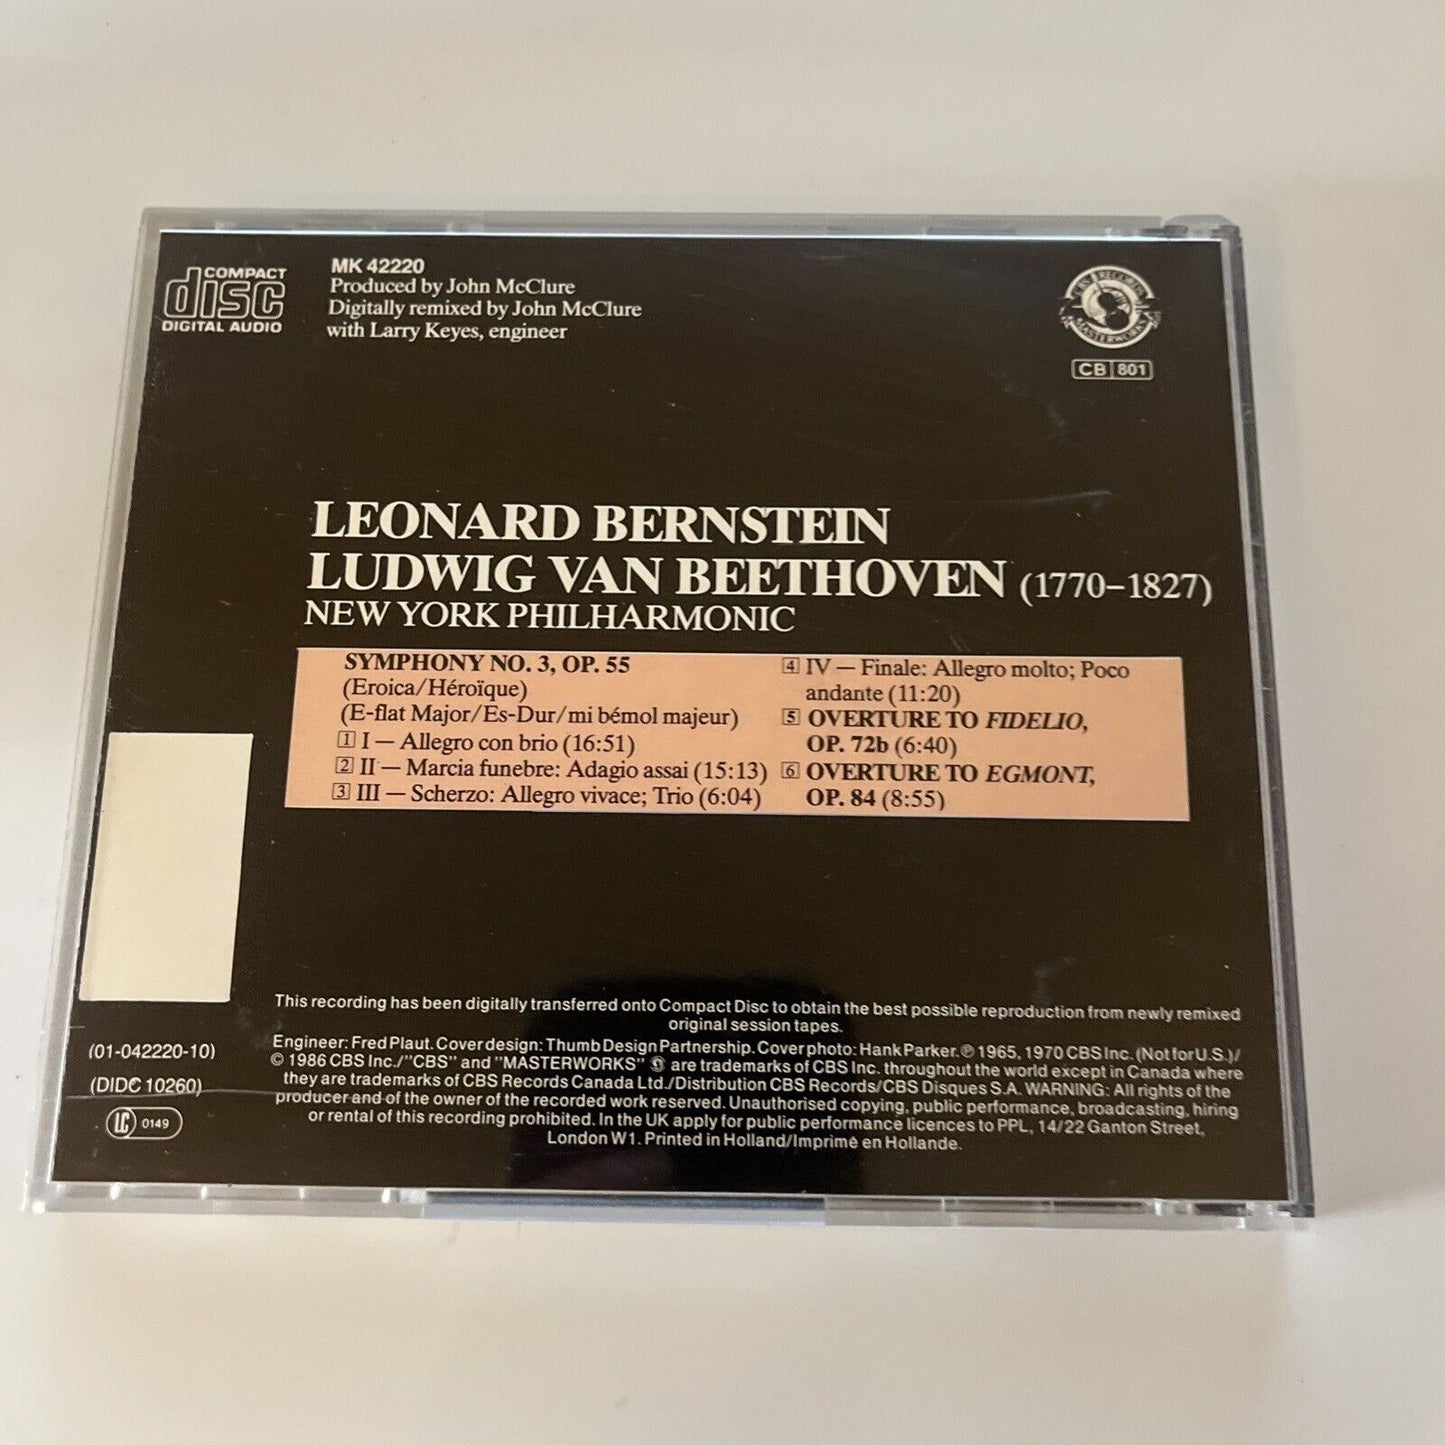 COMPACT
disc
DIGITAL AUDIO
MK 42220
Produced by John McClure
Digitally remixed by John McClure
with Larry Keyes, engineer
CBS RECORDS
MASTERWORKS
CB 801
LEONARD BERNSTEIN
LUDWIG VAN BEETHOVEN (1770–1827)
NEW YORK PHILHARMONIC
SYMPHONY NO. 3, OP. 55
(Eroica/Héroïque)
(E-flat Major/Es-Dur/mi bémol majeur)
1 I — Allegro con brio (16:51)
2 II — Marcia funebre: Adagio assai (15:13)
3 III — Scherzo: Allegro vivace; Trio (6:04)
4 IV — Finale: Allegro molto; Poco
andante (11:20)
5 OVERTURE TO FIDELIO,
OP. 72b (6:40)
6 OVERTURE TO EGMONT,
OP. 84 (8:55)
This recording has been digitally transferred onto Compact Disc to obtain the best possible reproduction from newly remixed
original session tapes.
Engineer: Fred Plaut. Cover design: Thumb Design Partnership. Cover photo: Hank Parker. ℗ 1965, 1970 CBS Inc. (Not for U.S.)/
© 1986 CBS Inc./"CBS" and "MASTERWORKS" are trademarks of CBS Inc. throughout the world except in Canada where
they are trademarks of CBS Records Canada Ltd./Distribution CBS Records/CBS Disques S.A. WARNING: All rights of the
producer and of the owner of the recorded work reserved. Unauthorised copying, public performance, broadcasting, hiring
or rental of this recording prohibited. In the UK apply for public performance licences to PPL, 14/22 Ganton Street,
London W1. Printed in Holland/Imprimé en Hollande.
(01-042220-10)
(DIDC 10260)
LC 0149